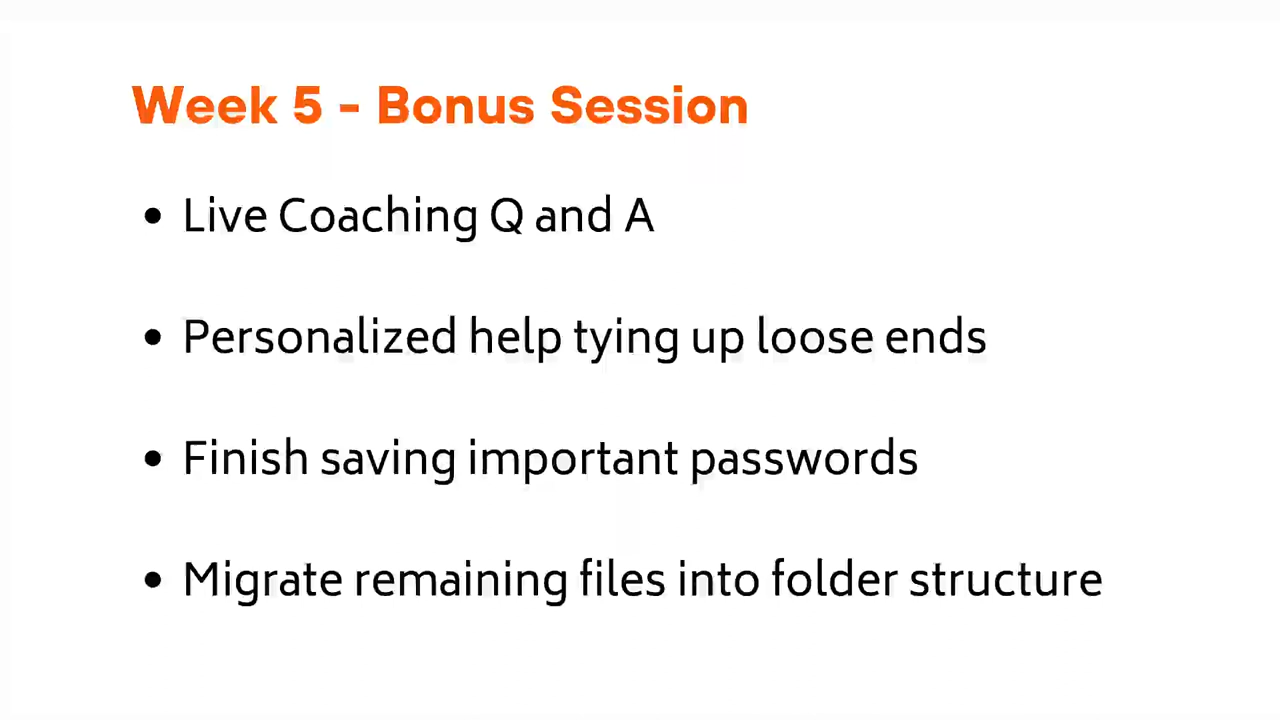 Week 5 - Bonus Session
• Live Coaching Q and A
• Personalized help tying up loose ends
• Finish saving important passwords
• Migrate remaining files into folder structure